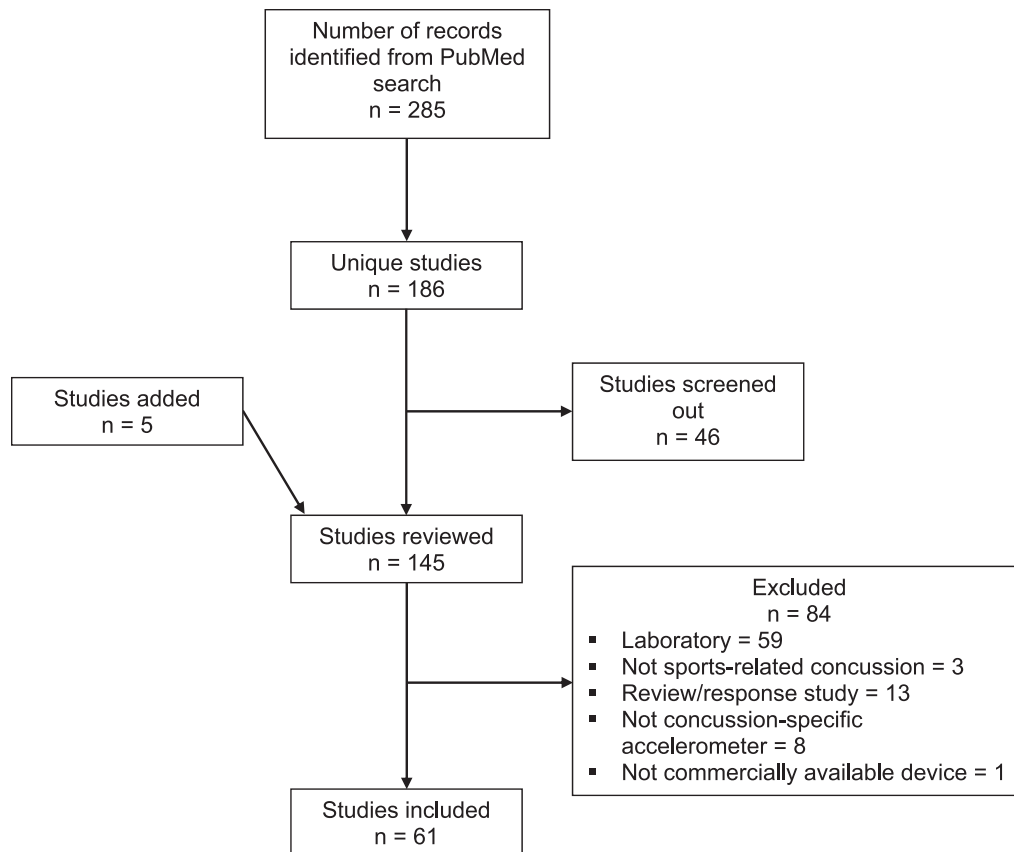 Number of records
identified from PubMed
search
n = 285
Unique studies
n = 186
Studies added
n = 5
Studies screened
out
n = 46
Studies reviewed
n = 145
Excluded
n = 84
▪ Laboratory = 59
▪ Not sports-related concussion = 3
▪ Review/response study = 13
▪ Not concussion-specific
accelerometer = 8
▪ Not commercially available device = 1
Studies included
n = 61